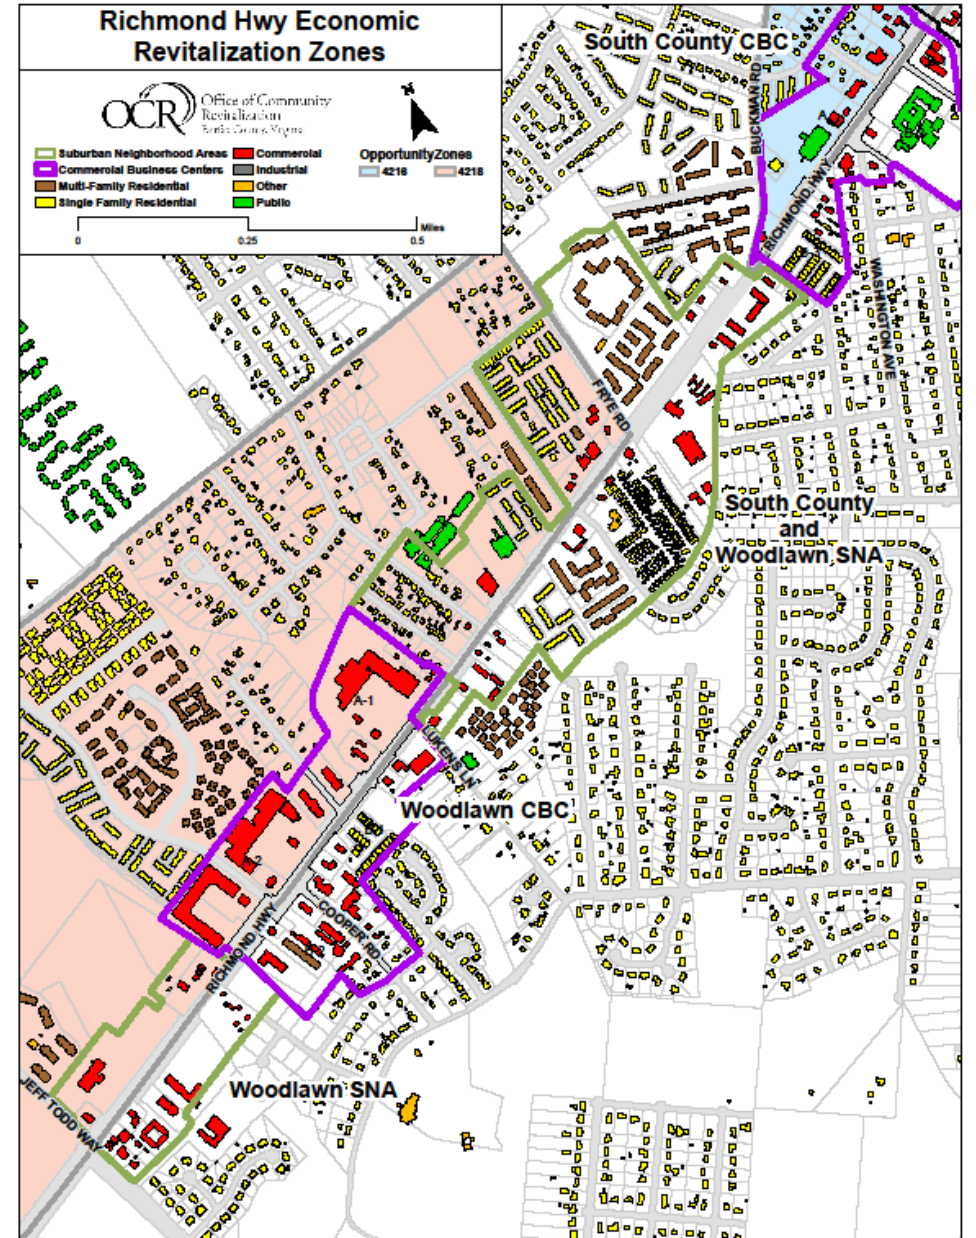 Richmond Hwy Economic
Revitalization Zones
OCR
Office of Community
Revitalization
Fairfax County, Virginia
N
Suburban Neighborhood Areas
Commercial Business Centers
Multi-Family Residential
Single Family Residential
Commercial
Industrial
Other
Public
OpportunityZones
4216
4218
Miles
0
0.25
0.5
South County CBC
BUCKMAN RD
A
RICHMOND HWY
WASHINGTON AVE
FRYE RD
South County
and
Woodlawn SNA
A-1
LUKENS LN
Woodlawn CBC
COOPER RD
RICHMOND HWY
Woodlawn SNA
JEFF TODD WAY